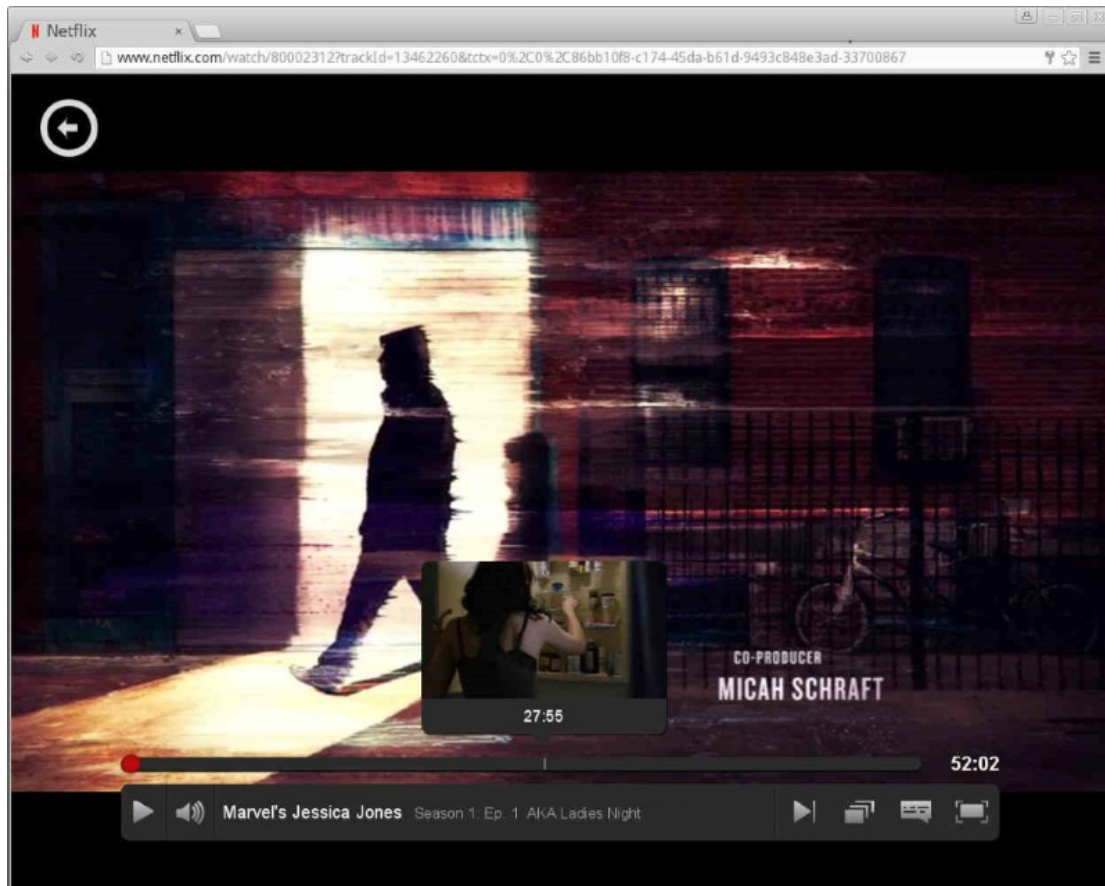 Netflix
www.netflix.com/watch/80002312?trackId=13462260&tctx=0%2C0%2C86bb10f8-c174-45da-b61d-9493c848e3ad-33700867
CO-PRODUCER
MICAH SCHRAFT
27:55
52:02
Marvel's Jessica Jones Season 1: Ep. 1 AKA Ladies Night